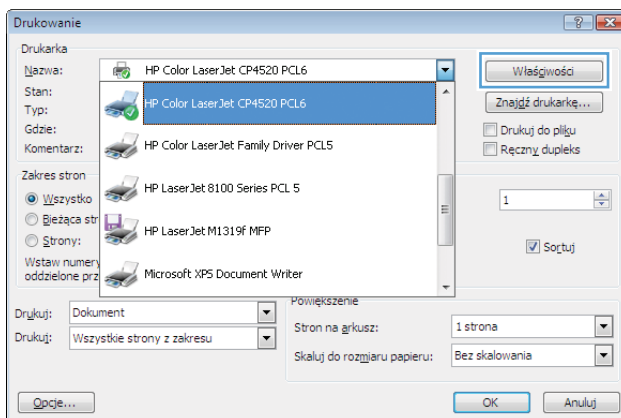 Drukowanie
Drukarka
Nazwa: HP Color LaserJet CP4520 PCL6 Właściwości
Stan: HP Color LaserJet CP4520 PCL6 Znajdź drukarkę...
Typ:
Gdzie: HP Color LaserJet Family Driver PCL5 Drukuj do pliku
Komentarz: Ręczny dupleks
Zakres stron HP LaserJet 8100 Series PCL 5
Wszystko 1
Bieżąca str HP LaserJet M1319f MFP
Strony: Sortuj
Wstaw numery
oddzielone prz Microsoft XPS Document Writer
Powiększenie
Drukuj: Dokument Stron na arkusz: 1 strona
Drukuj: Wszystkie strony z zakresu Skaluj do rozmiaru papieru: Bez skalowania
Opcje... OK Anuluj